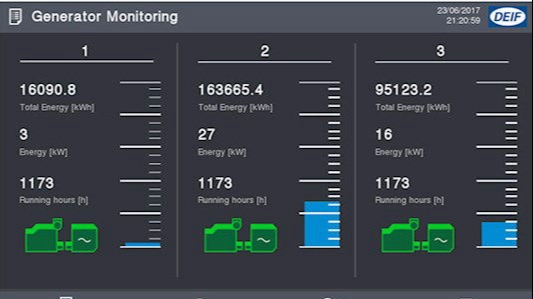 Generator Monitoring
23/06/2017
21:20:59
DEIF
1
16090.8
Total Energy [kWh]
3
Energy [kW]
1173
Running hours [h]
2
163665.4
Total Energy [kWh]
27
Energy [kW]
1173
Running hours [h]
3
95123.2
Total Energy [kWh]
16
Energy [kW]
1173
Running hours [h]